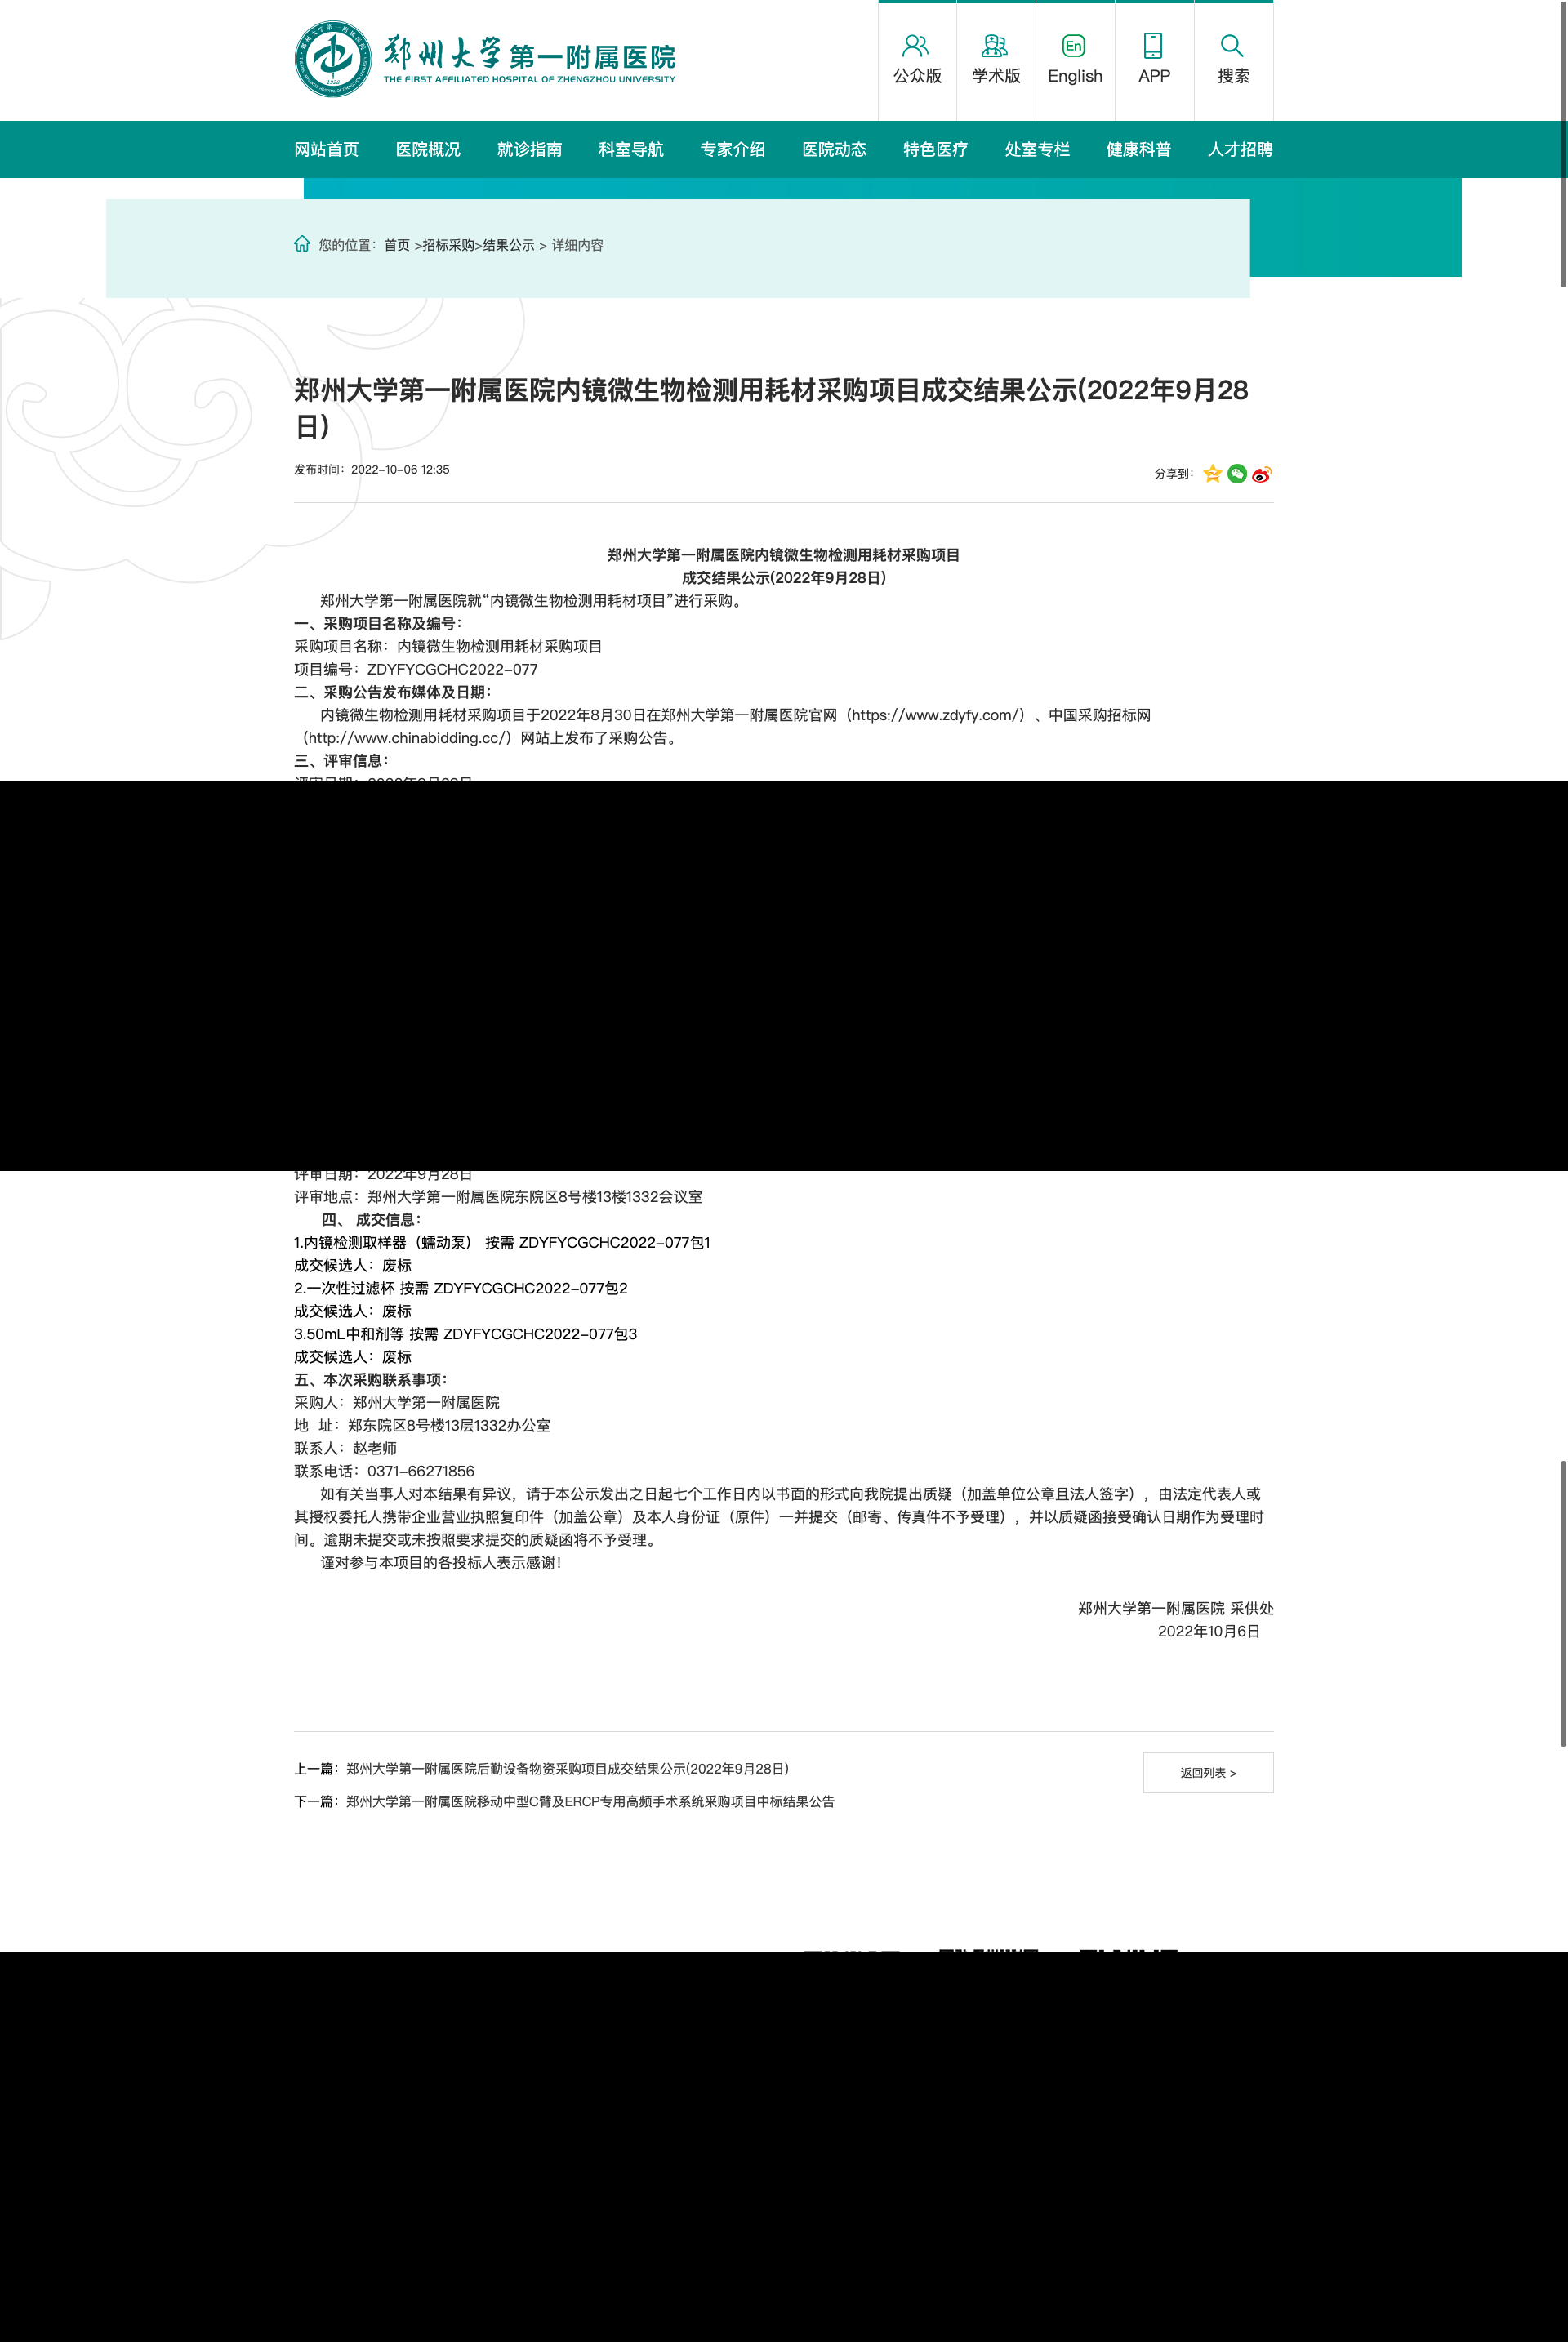 郑州大学第一附属医院
THE FIRST AFFILIATED HOSPITAL OF ZHENGZHOU UNIVERSITY
1928
公众版
学术版
En
English
APP
搜索
网站首页 医院概况 就诊指南 科室导航 专家介绍 医院动态 特色医疗 处室专栏 健康科普 人才招聘
您的位置：首页 >招标采购>结果公示 > 详细内容
郑州大学第一附属医院内镜微生物检测用耗材采购项目成交结果公示(2022年9月28
日)
发布时间：2022-10-06 12:35
分享到：
郑州大学第一附属医院内镜微生物检测用耗材采购项目
成交结果公示(2022年9月28日)
郑州大学第一附属医院就“内镜微生物检测用耗材项目”进行采购。
一、采购项目名称及编号：
采购项目名称：内镜微生物检测用耗材采购项目
项目编号：ZDYFYCGCHC2022-077
二、采购公告发布媒体及日期：
内镜微生物检测用耗材采购项目于2022年8月30日在郑州大学第一附属医院官网（https://www.zdyfy.com/）、中国采购招标网
（http://www.chinabidding.cc/）网站上发布了采购公告。
三、评审信息：
评审日期：2022年9月28日
评审地点：郑州大学第一附属医院东院区8号楼13楼1332会议室
四、 成交信息：
1.内镜检测取样器（蠕动泵） 按需 ZDYFYCGCHC2022-077包1
成交候选人：废标
2.一次性过滤杯 按需 ZDYFYCGCHC2022-077包2
成交候选人：废标
3.50mL中和剂等 按需 ZDYFYCGCHC2022-077包3
成交候选人：废标
五、本次采购联系事项：
采购人：郑州大学第一附属医院
地  址：郑东院区8号楼13层1332办公室
联系人：赵老师
联系电话：0371-66271856
如有关当事人对本结果有异议，请于本公示发出之日起七个工作日内以书面的形式向我院提出质疑（加盖单位公章且法人签字），由法定代表人或
其授权委托人携带企业营业执照复印件（加盖公章）及本人身份证（原件）一并提交（邮寄、传真件不予受理），并以质疑函接受确认日期作为受理时
间。逾期未提交或未按照要求提交的质疑函将不予受理。
谨对参与本项目的各投标人表示感谢！
郑州大学第一附属医院 采供处
2022年10月6日
上一篇：郑州大学第一附属医院后勤设备物资采购项目成交结果公示(2022年9月28日)
返回列表 >
下一篇：郑州大学第一附属医院移动中型C臂及ERCP专用高频手术系统采购项目中标结果公告